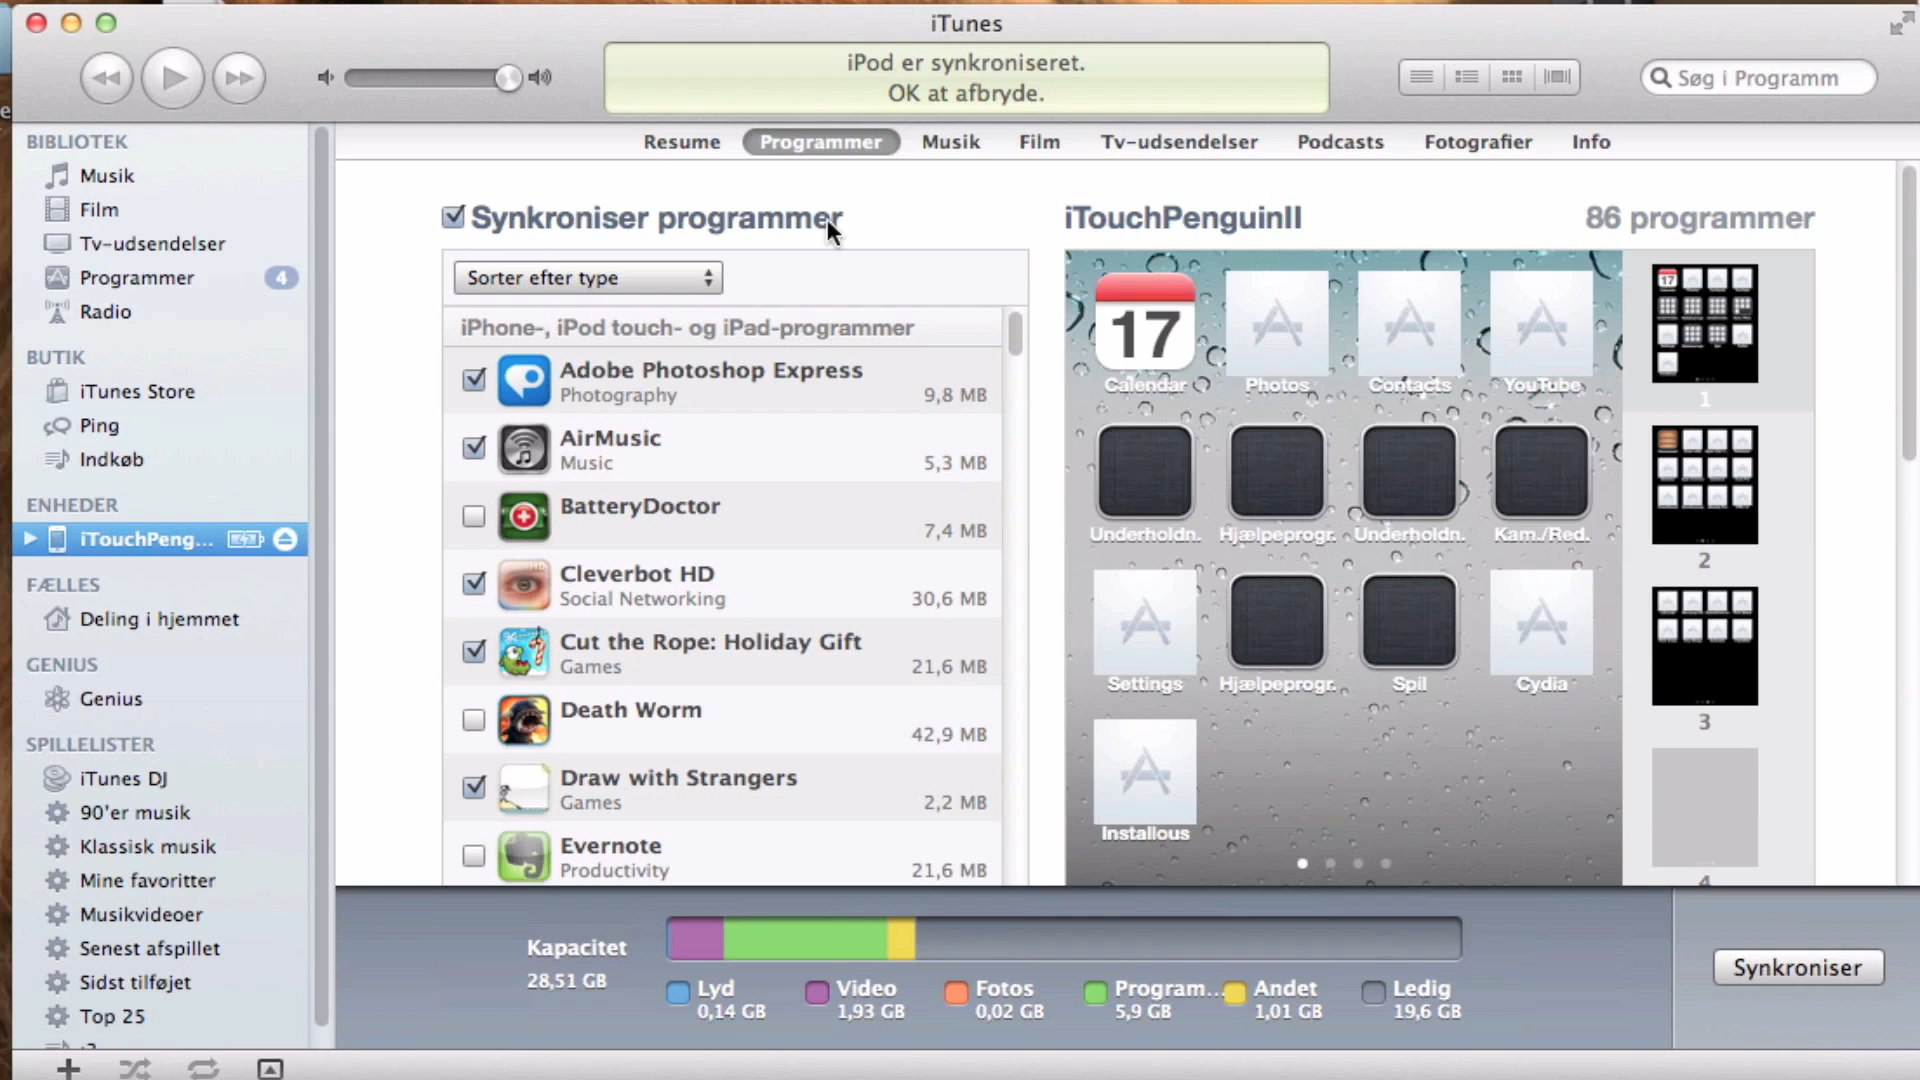 iTunes
iPod er synkroniseret.
OK at afbryde.
Søg i Programm
Resume Programmer Musik Film Tv-udsendelser Podcasts Fotografier Info
BIBLIOTEK
Musik
Film
Tv-udsendelser
Programmer 4
Radio
BUTIK
iTunes Store
Ping
Indkøb
ENHEDER
iTouchPeng...
FÆLLES
Deling i hjemmet
GENIUS
Genius
SPILLELISTER
iTunes DJ
90'er musik
Klassisk musik
Mine favoritter
Musikvideoer
Senest afspillet
Sidst tilføjet
Top 25
Synkroniser programmer
Sorter efter type
iPhone-, iPod touch- og iPad-programmer
Adobe Photoshop Express
Photography 9,8 MB
AirMusic
Music 5,3 MB
BatteryDoctor
7,4 MB
Cleverbot HD
Social Networking 30,6 MB
Cut the Rope: Holiday Gift
Games 21,6 MB
Death Worm
42,9 MB
Draw with Strangers
Games 2,2 MB
Evernote
Productivity 21,6 MB
iTouchPenguinII 86 programmer
17
Calendar Photos Contacts YouTube
Underholdn. Hjælpeprogr. Underholdn. Kam./Red.
Settings Hjælpeprogr. Spil Cydia
Installous
17
1
2
3
4
Kapacitet
28,51 GB
Lyd Video Fotos Program... Andet Ledig
0,14 GB 1,93 GB 0,02 GB 5,9 GB 1,01 GB 19,6 GB
Synkroniser